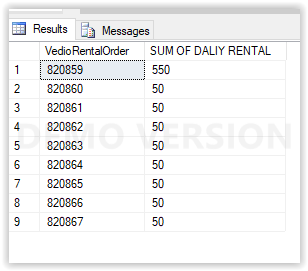 Results Messages
VedioRentalOrder SUM OF DALIY RENTAL
1 820859 550
2 820860 50
3 820861 50
4 820862 50
5 820863 50
6 820864 50
7 820865 50
8 820866 50
9 820867 50
DEMO VERSION